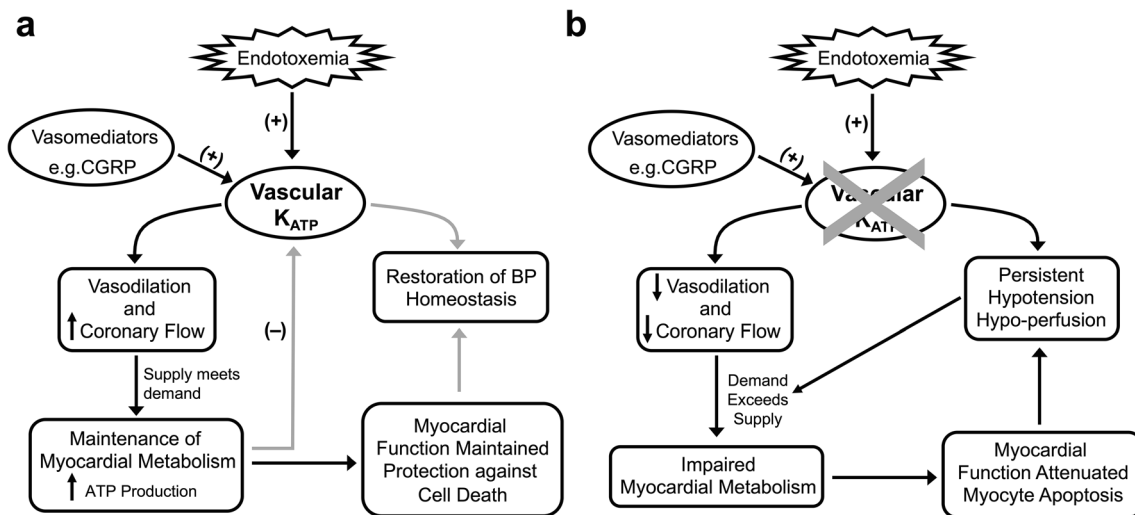 a
Endotoxemia
(+)
Vasomediators
e.g.CGRP
(+)
Vascular
KATP
Vasodilation
and
Coronary Flow
Restoration of BP
Homeostasis
(–)
Supply meets
demand
Maintenance of
Myocardial Metabolism
ATP Production
Myocardial
Function Maintained
Protection against
Cell Death
b
Endotoxemia
(+)
Vasomediators
e.g.CGRP
(+)
Vascular
KATP
Vasodilation
and
Coronary Flow
Persistent
Hypotension
Hypo-perfusion
Demand
Exceeds
Supply
Impaired
Myocardial Metabolism
Myocardial
Function Attenuated
Myocyte Apoptosis